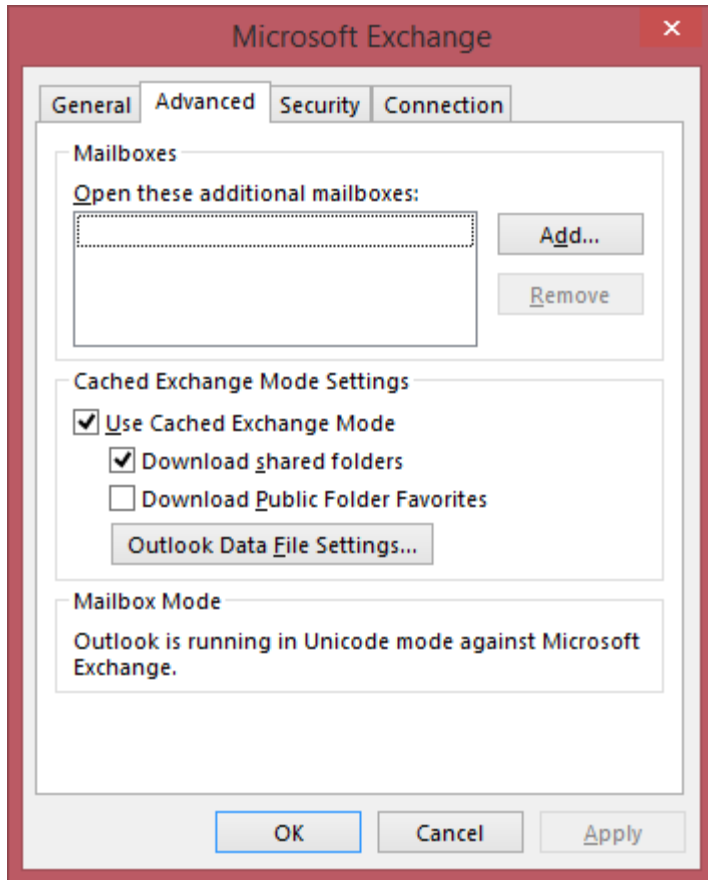 Microsoft Exchange
General Advanced Security Connection
Mailboxes
Open these additional mailboxes:
Add...
Remove
Cached Exchange Mode Settings
Use Cached Exchange Mode
Download shared folders
Download Public Folder Favorites
Outlook Data File Settings...
Mailbox Mode
Outlook is running in Unicode mode against Microsoft
Exchange.
OK Cancel Apply